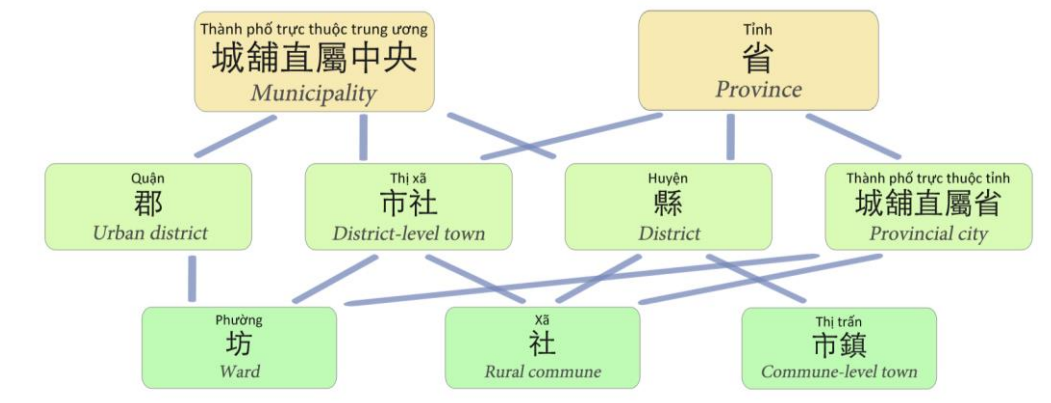 Thành phố trực thuộc trung ương
城舖直屬中央
Municipality
Tỉnh
省
Province
Quận
郡
Urban district
Thị xã
市社
District-level town
Huyện
縣
District
Thành phố trực thuộc tỉnh
城舖直屬省
Provincial city
Phường
坊
Ward
Xã
社
Rural commune
Thị trấn
市鎮
Commune-level town